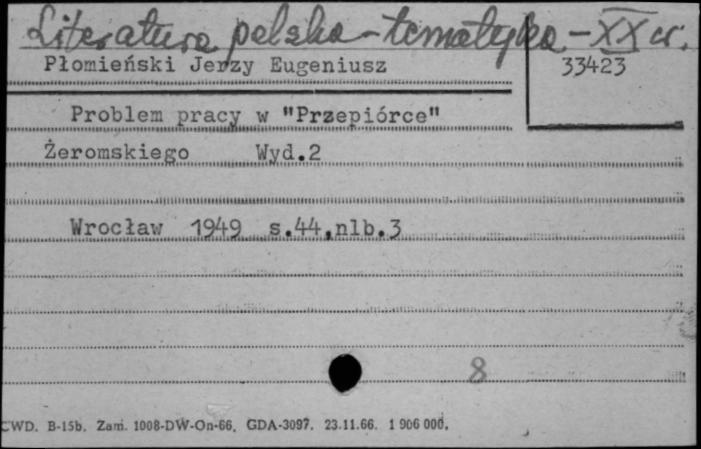 Literatura polska - tematyka - XX w.
Płomieński Jerzy Eugeniusz
33423
Problem pracy w "Przepiórce"
Żeromskiego Wyd.2
Wrocław 1949 s.44,nlb.3
8
CWD. B-15b. Zam. 1008-DW-On-66. GDA-3097. 23.11.66. 1 906 000.